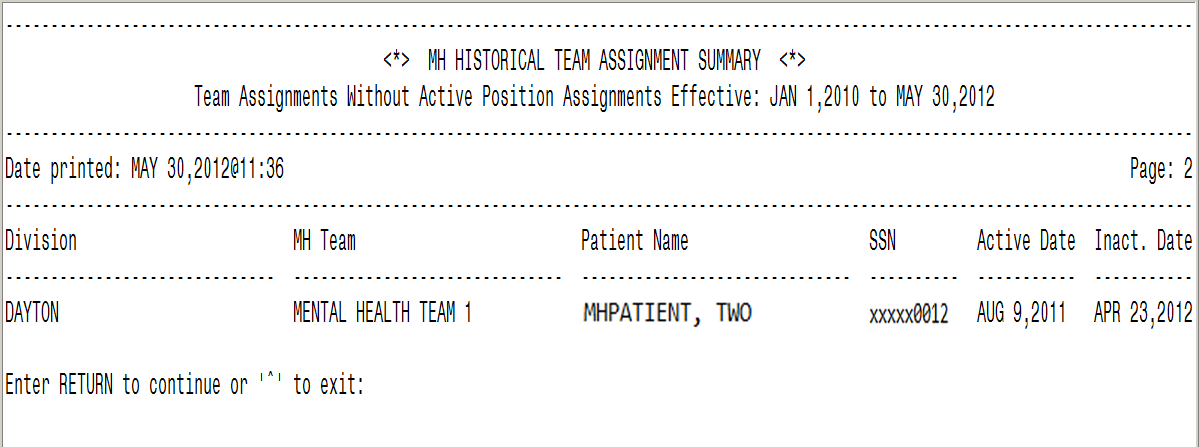 <*> MH HISTORICAL TEAM ASSIGNMENT SUMMARY <*>
Team Assignments Without Active Position Assignments Effective: JAN 1,2010 to MAY 30,2012
Date printed: MAY 30,2012@11:36 Page: 2
Division MH Team Patient Name SSN Active Date Inact. Date
DAYTON MENTAL HEALTH TEAM 1 MHPATIENT, TWO xxxxx0012 AUG 9,2011 APR 23,2012
Enter RETURN to continue or '^' to exit: